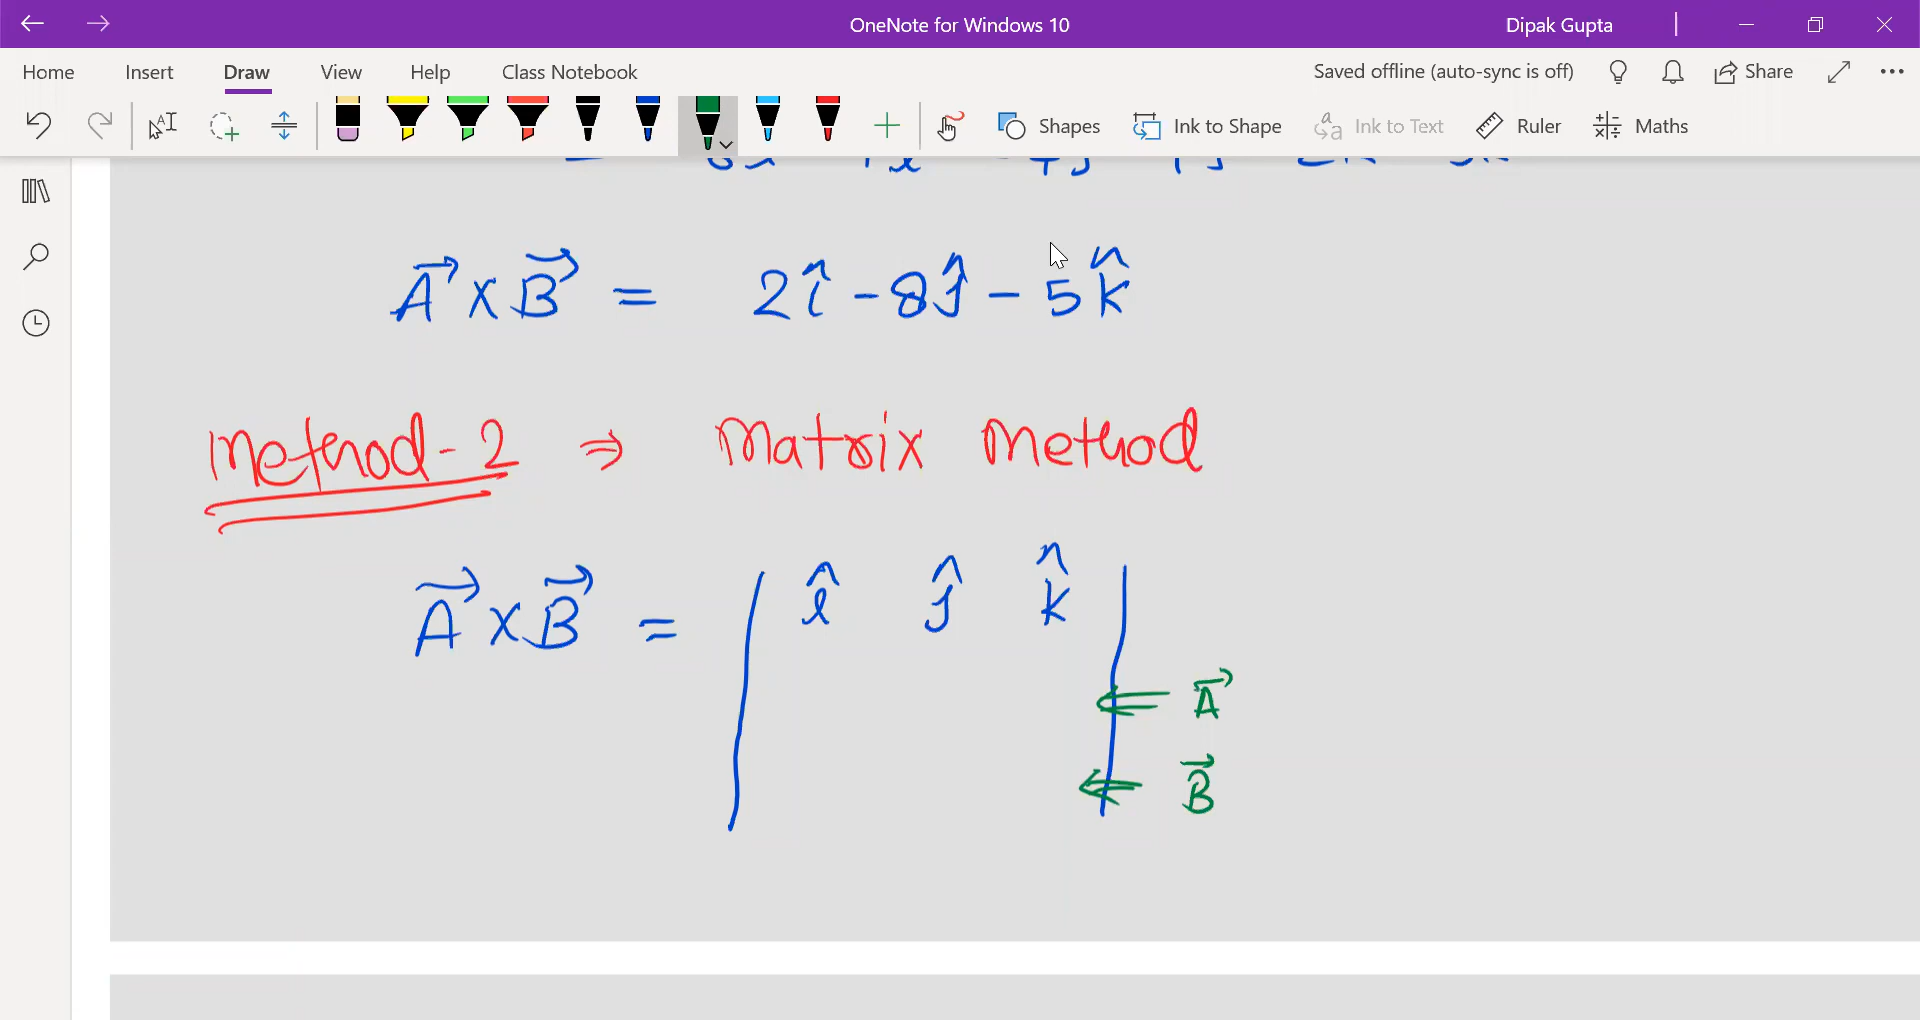 OneNote for Windows 10
Dipak Gupta
Home Insert Draw View Help Class Notebook
Saved offline (auto-sync is off) Share
Shapes Ink to Shape Ink to Text Ruler Maths
A⃗ x B⃗ = 2î - 8ĵ - 5k̂
Method-2 ⇒ Matrix Method
A⃗ x B⃗ = | î ĵ k̂ |
⇐ A⃗
⇐ B⃗